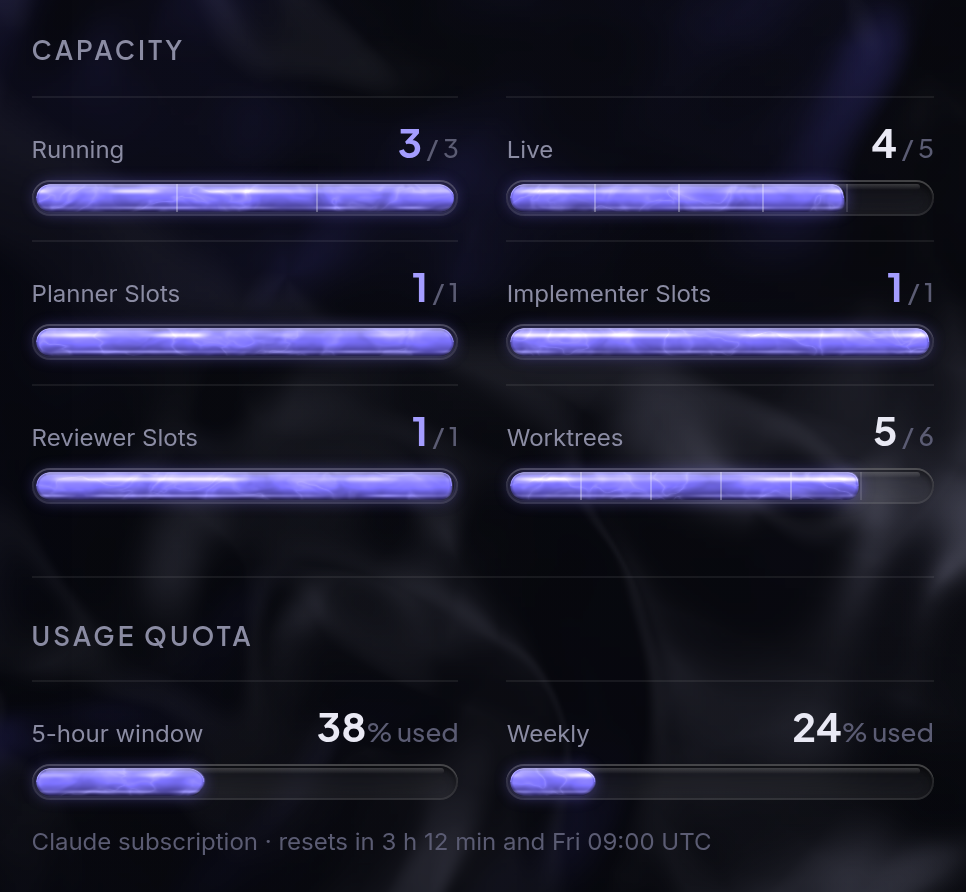 CAPACITY
Running 3 / 3
Live 4 / 5
Planner Slots 1 / 1
Implementer Slots 1 / 1
Reviewer Slots 1 / 1
Worktrees 5 / 6
USAGE QUOTA
5-hour window 38% used
Weekly 24% used
Claude subscription · resets in 3 h 12 min and Fri 09:00 UTC